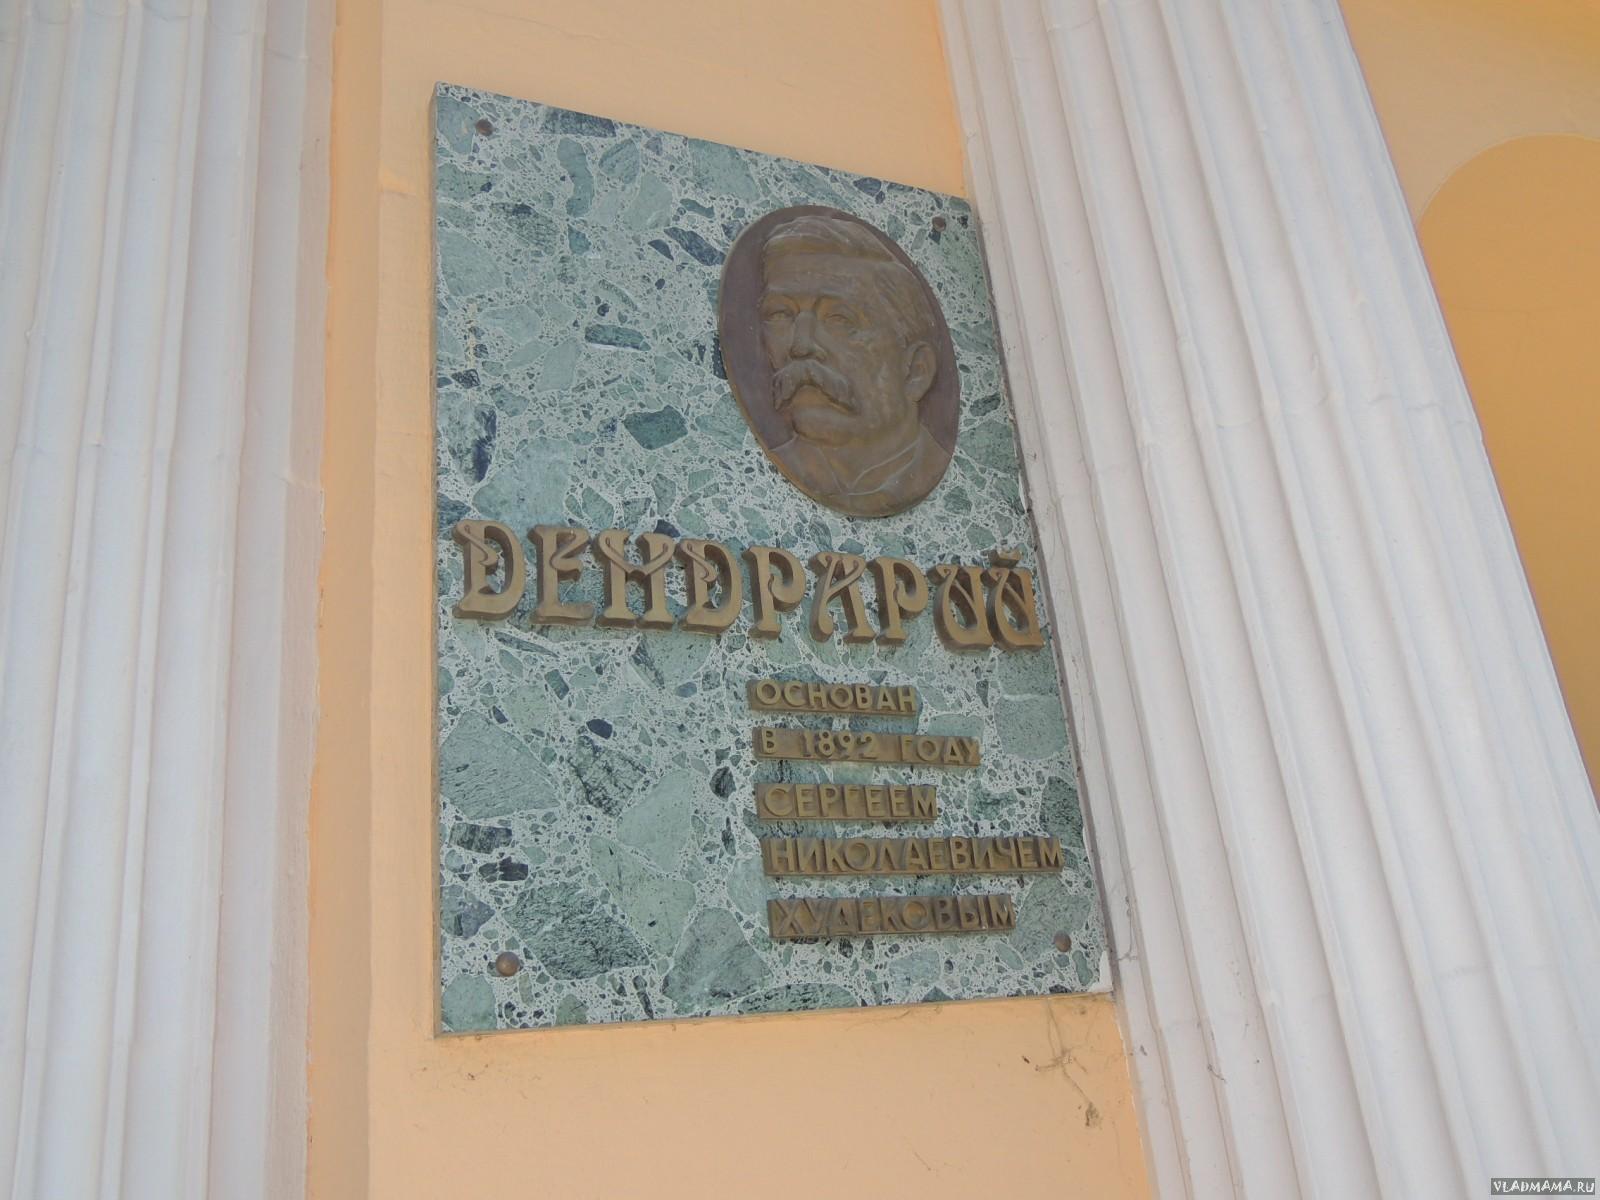 ДЕНДРАРИЙ
ОСНОВАН
В 1892 ГОДУ
СЕРГЕЕМ
НИКОЛАЕВИЧЕМ
ХУДЕКОВЫМ
VLADMAMA.RU